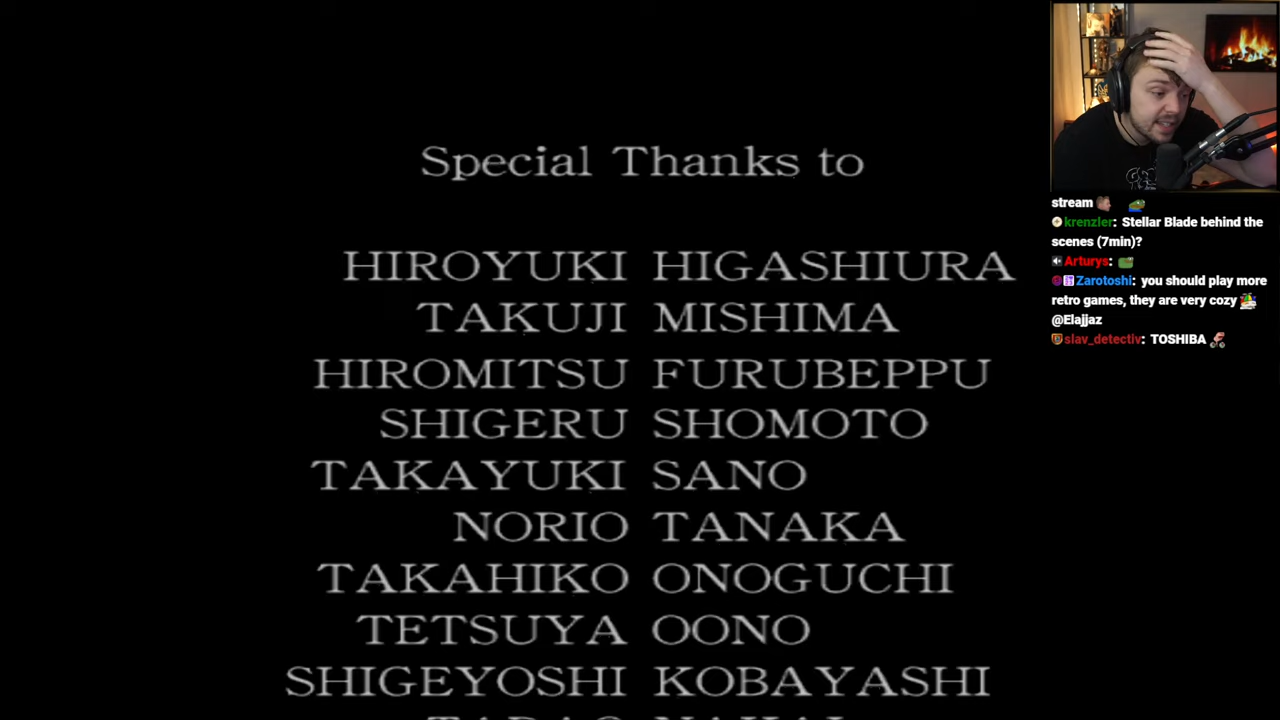 Special Thanks to
HIROYUKI HIGASHIURA
TAKUJI MISHIMA
HIROMITSU FURUBEPPU
SHIGERU SHOMOTO
TAKAYUKI SANO
NORIO TANAKA
TAKAHIKO ONOGUCHI
TETSUYA OONO
SHIGEYOSHI KOBAYASHI
stream
krenzler: Stellar Blade behind the
scenes (7min)?
Arturys:
Zarotoshi: you should play more
retro games, they are very cozy
@Elajjaz
slav_detectiv: TOSHIBA